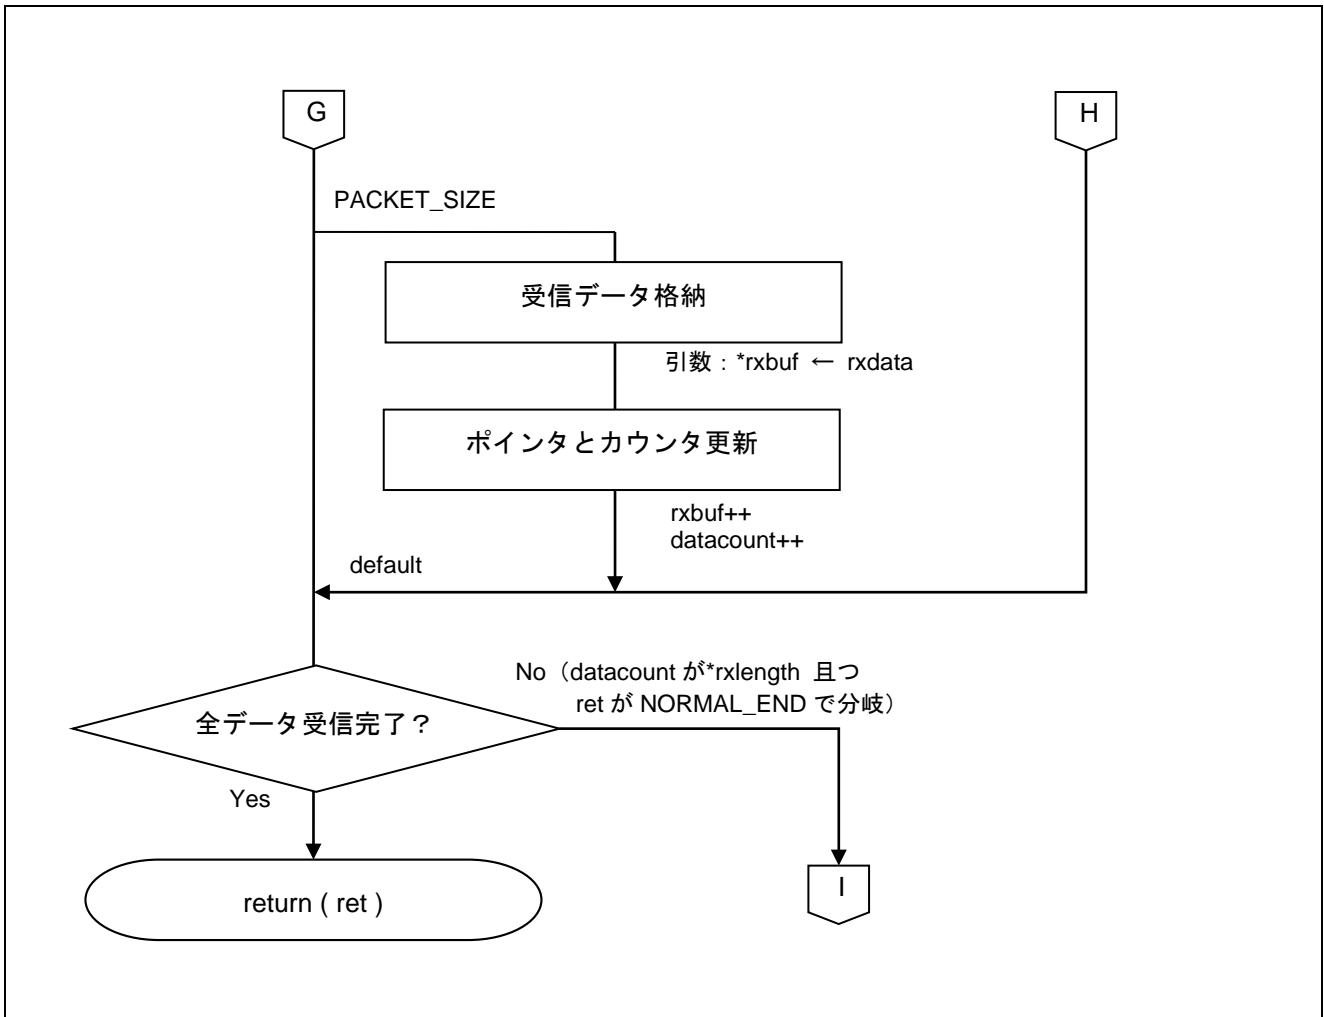 G
H
PACKET_SIZE
受信データ格納
引数：*rxbuf ← rxdata
ポインタとカウンタ更新
rxbuf++
datacount++
default
No（datacount が*rxlength 且つ
ret が NORMAL_END で分岐）
全データ受信完了？
Yes
return ( ret )
I